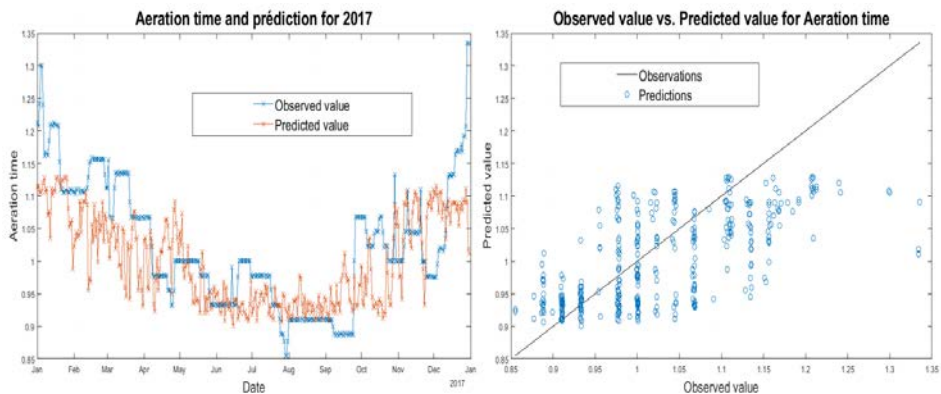 Aeration time and prédiction for 2017
1.35
1.3
1.25
1.2
1.15
1.1
1.05
1
0.95
0.9
0.85
Aeration time
Observed value
Predicted value
Jan Feb Mar Apr May Jun Jul Aug Sep Oct Nov Dec Jan
2017
Date
Observed value vs. Predicted value for Aeration time
1.35
1.3
1.25
1.2
1.15
1.1
1.05
1
0.95
0.9
0.85
Predicted value
Observations
Predictions
0.85 0.9 0.95 1 1.05 1.1 1.15 1.2 1.25 1.3 1.35
Observed value